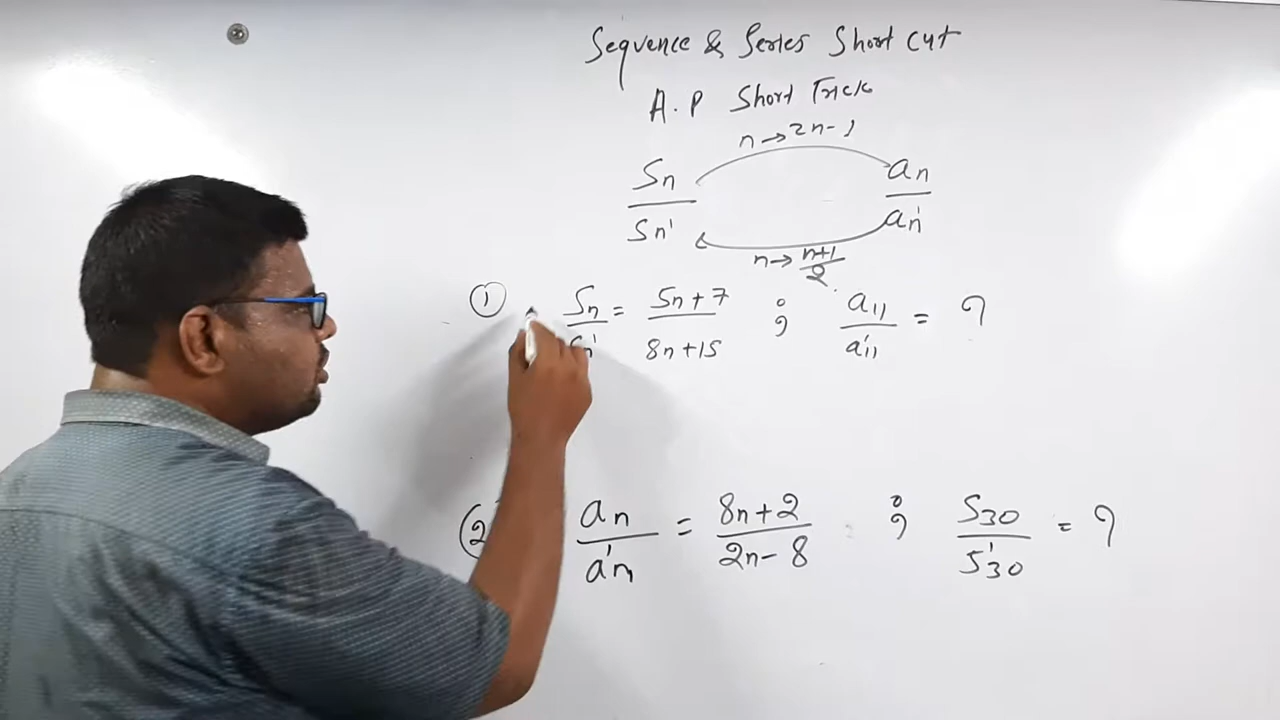 Sequence & Series Short cut
A.P Short Trick
n→2n-1
Sn an
Sn' an'
n→ n+1
2
① Sn = 5n+7 ; a11 = ?
8n+15 a'11
② an = 8n+2 ; S30 = ?
a'n 2n-8 S'30